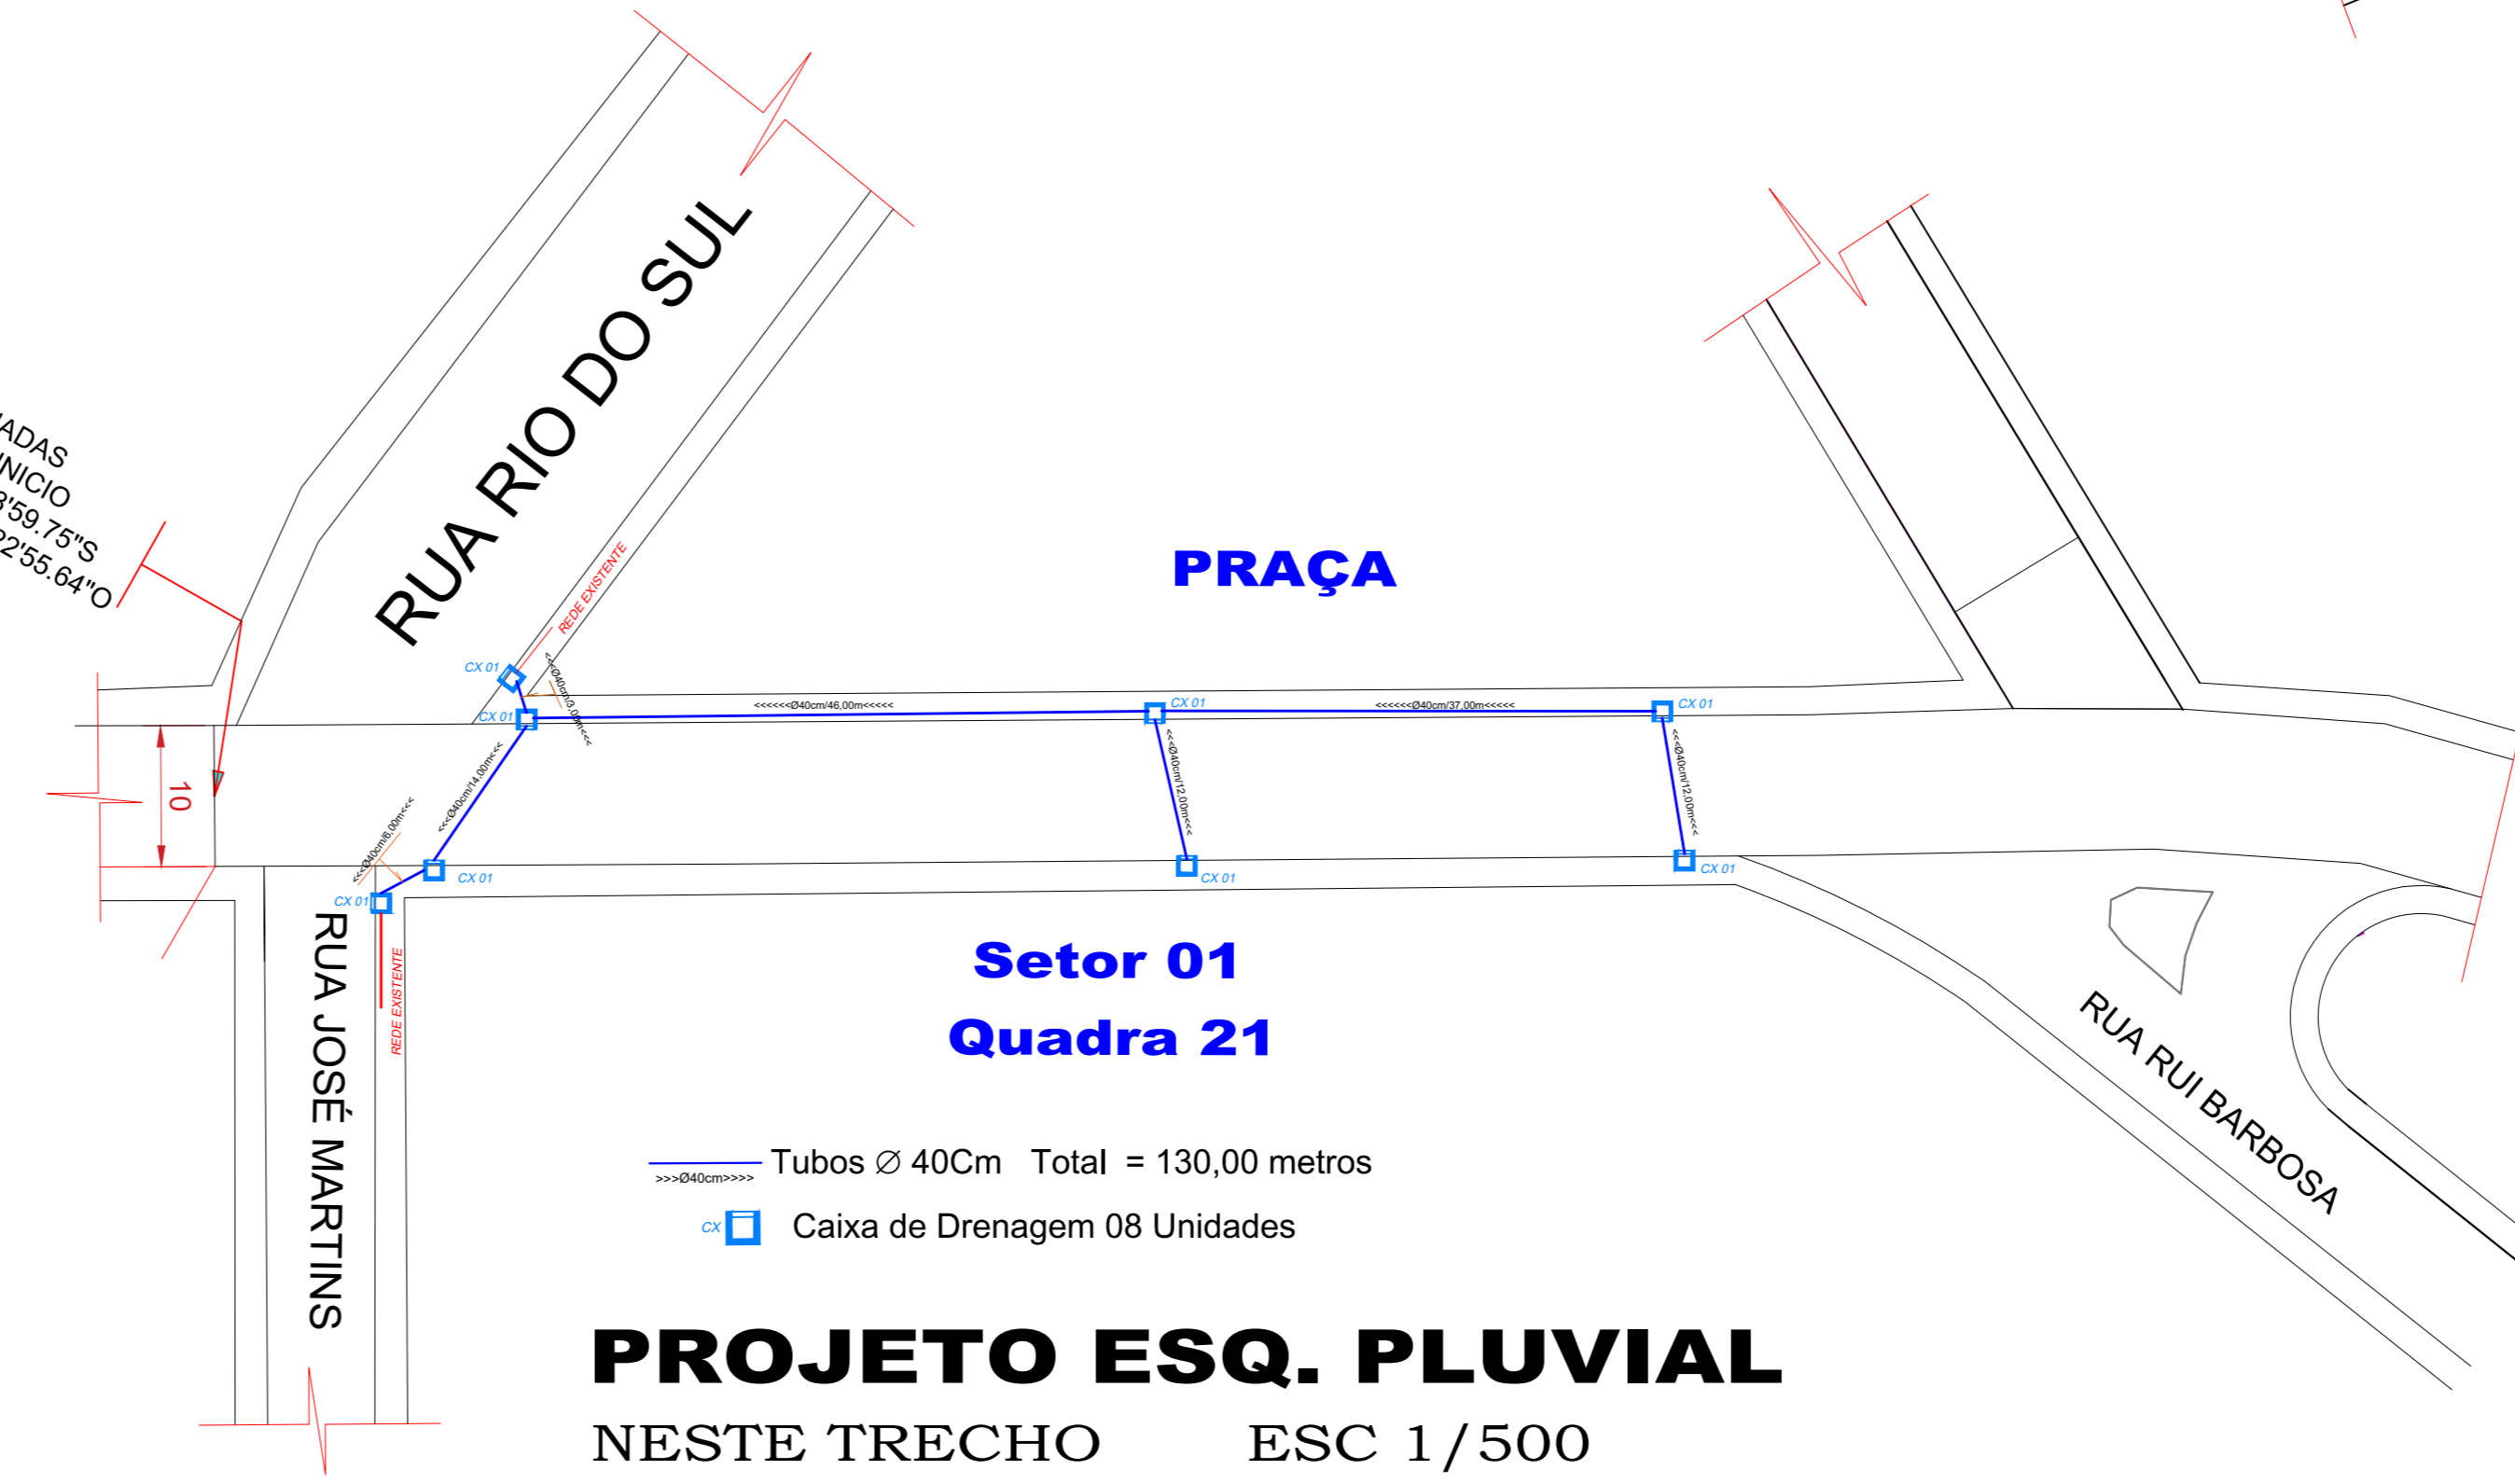 RUA RIO DO SUL
INICIO
59.75"S
22'55.64"O
REDE EXISTENTE
PRAÇA
CX 01
<<<Ø40cm/3,00m<<<
CX 01
<<<<<<Ø40cm/46,00m<<<<<
CX 01
<<<<<<Ø40cm/37,00m<<<<<
CX 01
<<<Ø40cm/14,00m<<<
<<<Ø40cm/12,00m<<<
<<<Ø40cm/12,00m<<<
10
<<<Ø40cm/6,00m<<<
CX 01
CX 01
CX 01
CX 01
RUA JOSÉ MARTINS
REDE EXISTENTE
Setor 01
Quadra 21
RUA RUI BARBOSA
Tubos Ø 40Cm Total = 130,00 metros
>>>Ø40cm>>>>
CX Caixa de Drenagem 08 Unidades
PROJETO ESQ. PLUVIAL
NESTE TRECHO ESC 1/500